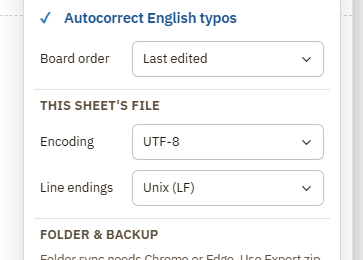 Autocorrect English typos
Board order Last edited
THIS SHEET'S FILE
Encoding UTF-8
Line endings Unix (LF)
FOLDER & BACKUP
Folder sync needs Chrome or Edge. Use Export zip